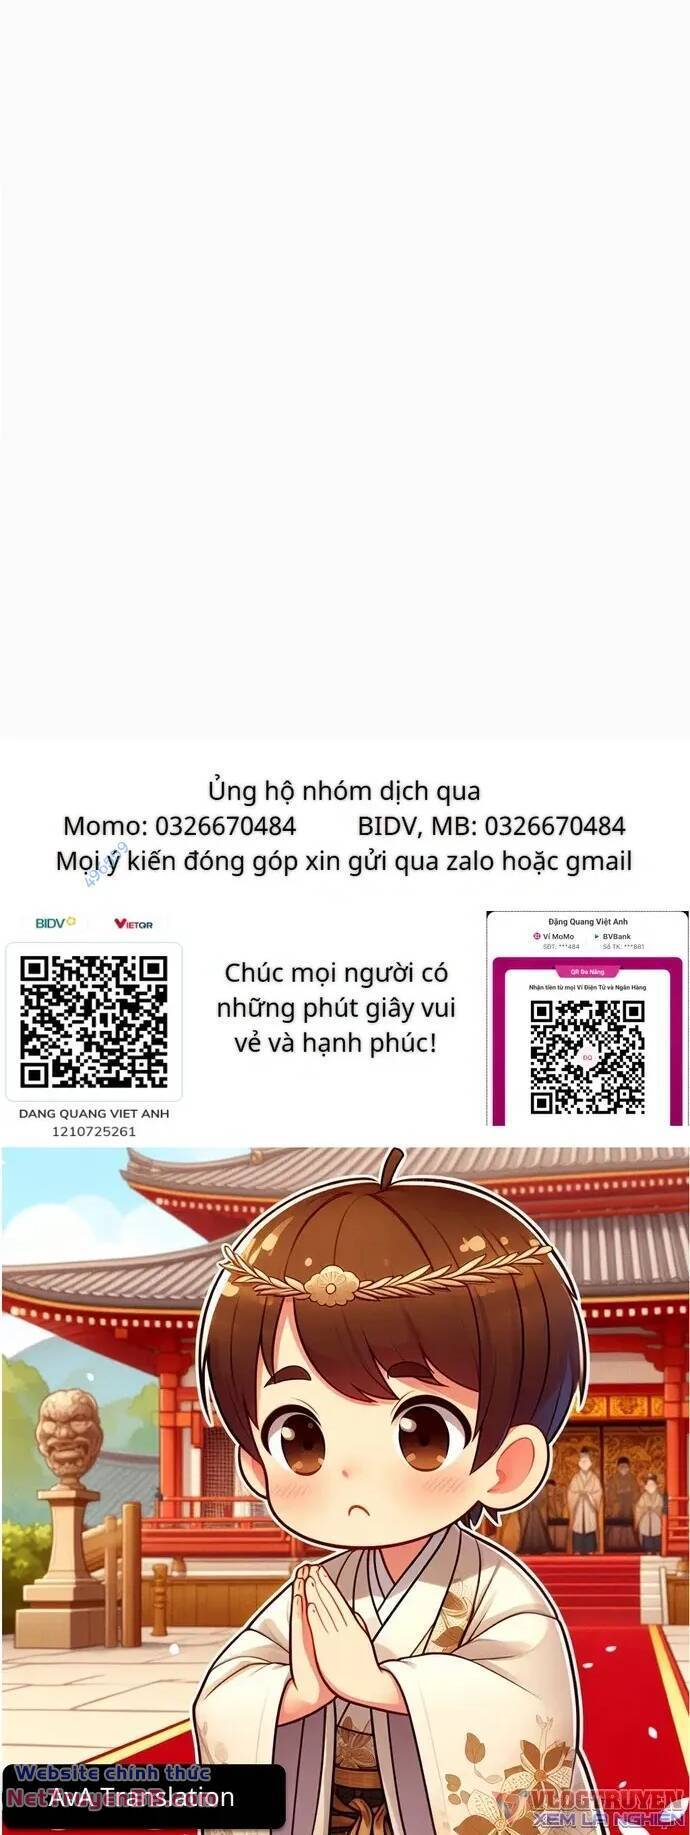 Ủng hộ nhóm dịch qua
Momo: 0326670484 BIDV, MB: 0326670484
Mọi ý kiến đóng góp xin gửi qua zalo hoặc gmail
BIDV VIETQR
Đặng Quang Việt Anh
Ví MoMo BVBank
SĐT: ***484 Số TK: ***881
QR Đa Năng
Nhận tiền từ mọi Ví Điện Tử và Ngân Hàng
ĐQ
Chúc mọi người có
những phút giây vui
vẻ và hạnh phúc!
DANG QUANG VIET ANH
1210725261
Website chính thức
AvA Translation
VLOGTRUYEN
XEM LÀ NGHIỀN